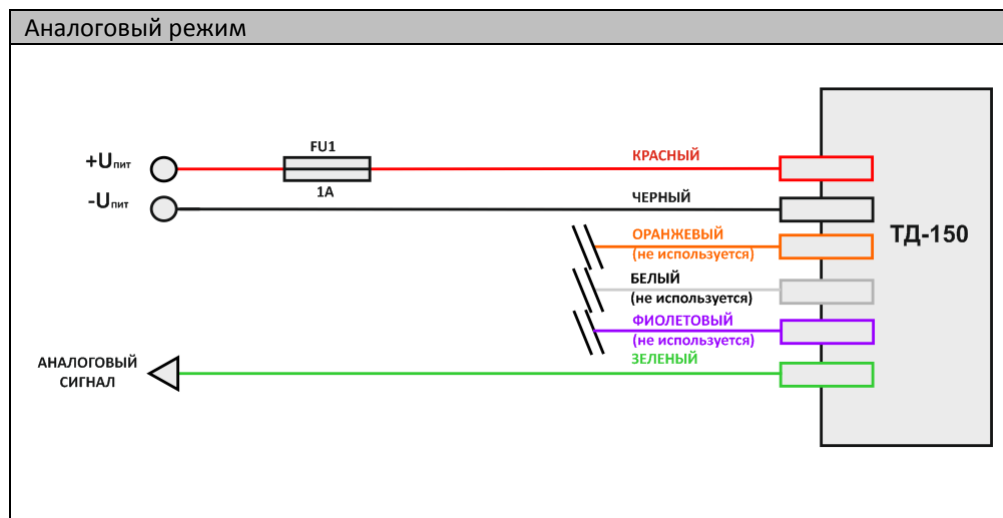 Аналоговый режим
FU1
+Uпит
КРАСНЫЙ
1А
-Uпит
ЧЕРНЫЙ
ОРАНЖЕВЫЙ
(не используется)
ТД-150
БЕЛЫЙ
(не используется)
ФИОЛЕТОВЫЙ
(не используется)
ЗЕЛЕНЫЙ
АНАЛОГОВЫЙ
СИГНАЛ